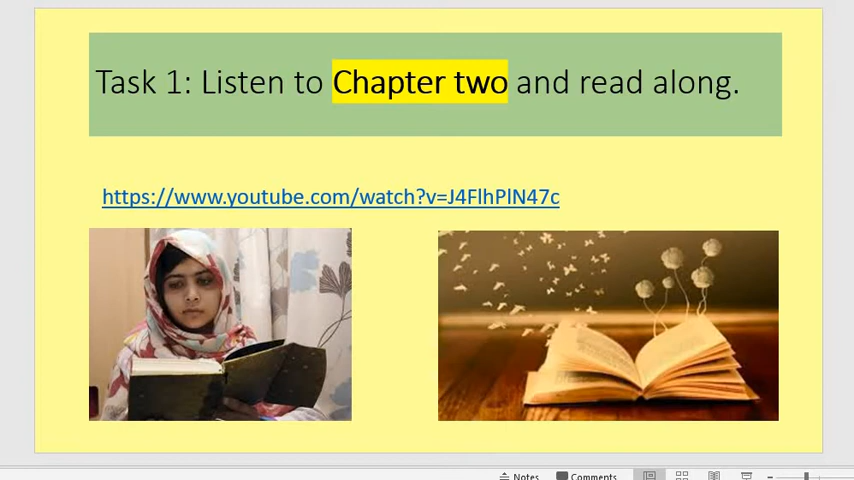 Task 1: Listen to Chapter two and read along.
https://www.youtube.com/watch?v=J4FlhPlN47c
Notes Comments